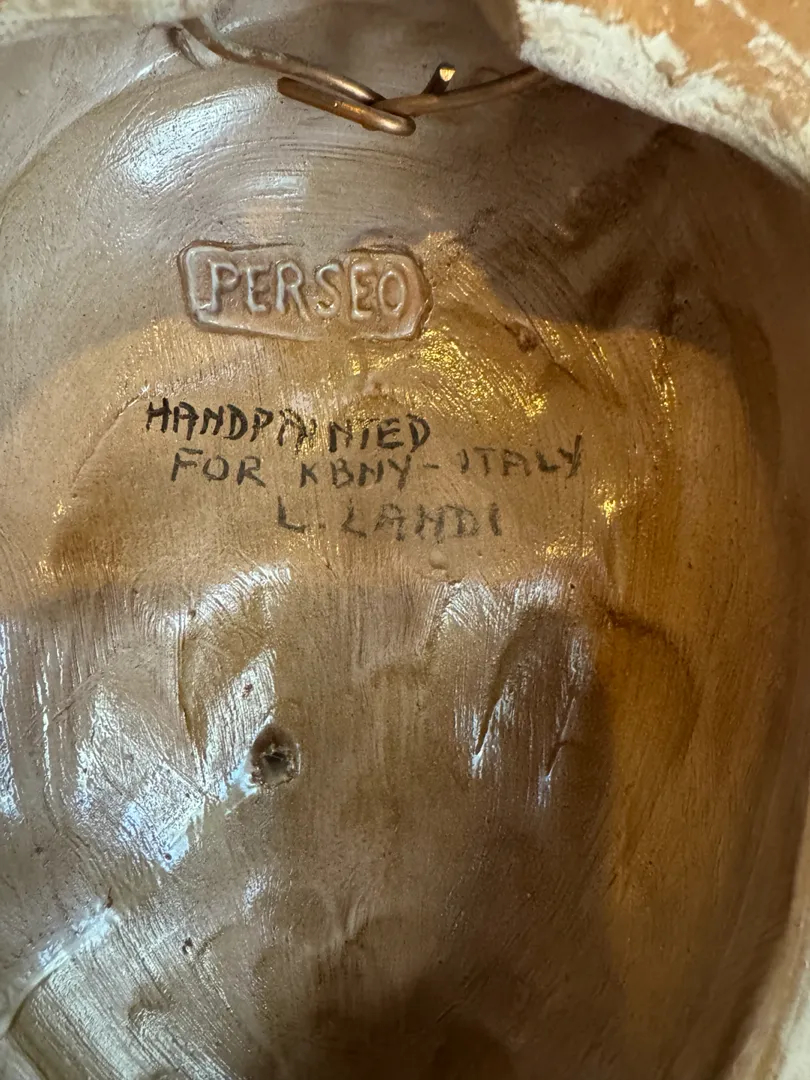 PERSEO
HANDPAINTED
FOR KBNY-ITALY
L. LANDI